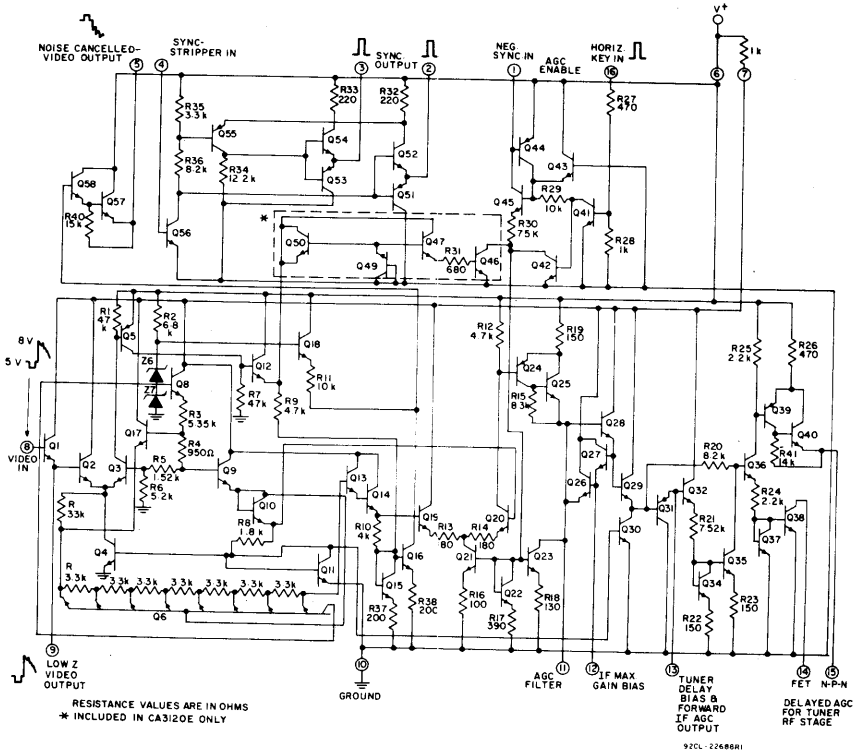 V+
NOISE CANCELLED-
VIDEO OUTPUT
5
SYNC-
STRIPPER IN
4
3
SYNC
OUTPUT
2
NEG.
SYNC IN
1
AGC
ENABLE
HORIZ.
KEY IN
16
6
1k
7
R35
3.3k
R33
220
R32
220
R27
470
Q55
Q54
Q44
Q43
R36
8.2k
R34
12.2k
Q52
Q58
Q57
Q53
Q51
Q45
R29
10k
Q41
R40
15k
Q56
*
R30
75K
R28
1k
Q50
Q47
R31
680
Q46
Q49
Q42
R1
47
k
Q5
R2
6.8
k
Q18
R12
4.7k
R19
150
R25
2.2k
R26
470
8V
5V
Z6
Q8
Q12
Z7
R11
10k
Q24
Q25
R7
47k
R9
4.7k
R15
8.3k
Q39
R3
5.35k
Q28
Q40
8
VIDEO
IN
Q1
Q17
R4
950Ω
Q27
R20
8.2k
R41
14k
Q2
Q3
R5
1.52k
Q9
Q13
Q26
Q29
Q36
R6
5.2k
Q14
Q20
Q32
R24
2.2k
R
33k
Q10
R8
1.8k
R10
4k
Q19
R13
80
R14
180
Q30
Q31
R21
752k
Q38
Q4
Q16
Q21
Q23
Q37
Q11
Q15
Q35
R
3.3k
3.3k
3.3k
3.3k
3.3k
3.3k
3.3k
Q22
Q34
Q6
R37
200
R38
20C
R16
100
R17
390
R18
130
R22
150
R23
150
9
LOW Z
VIDEO
OUTPUT
10
GROUND
11
AGC
FILTER
12
IF MAX
GAIN BIAS
13
TUNER
DELAY
BIAS &
FORWARD
IF AGC
OUTPUT
14
FET
15
N-P-N
DELAYED AGC
FOR TUNER
RF STAGE
RESISTANCE VALUES ARE IN OHMS
* INCLUDED IN CA3120E ONLY
92CL-22686R1